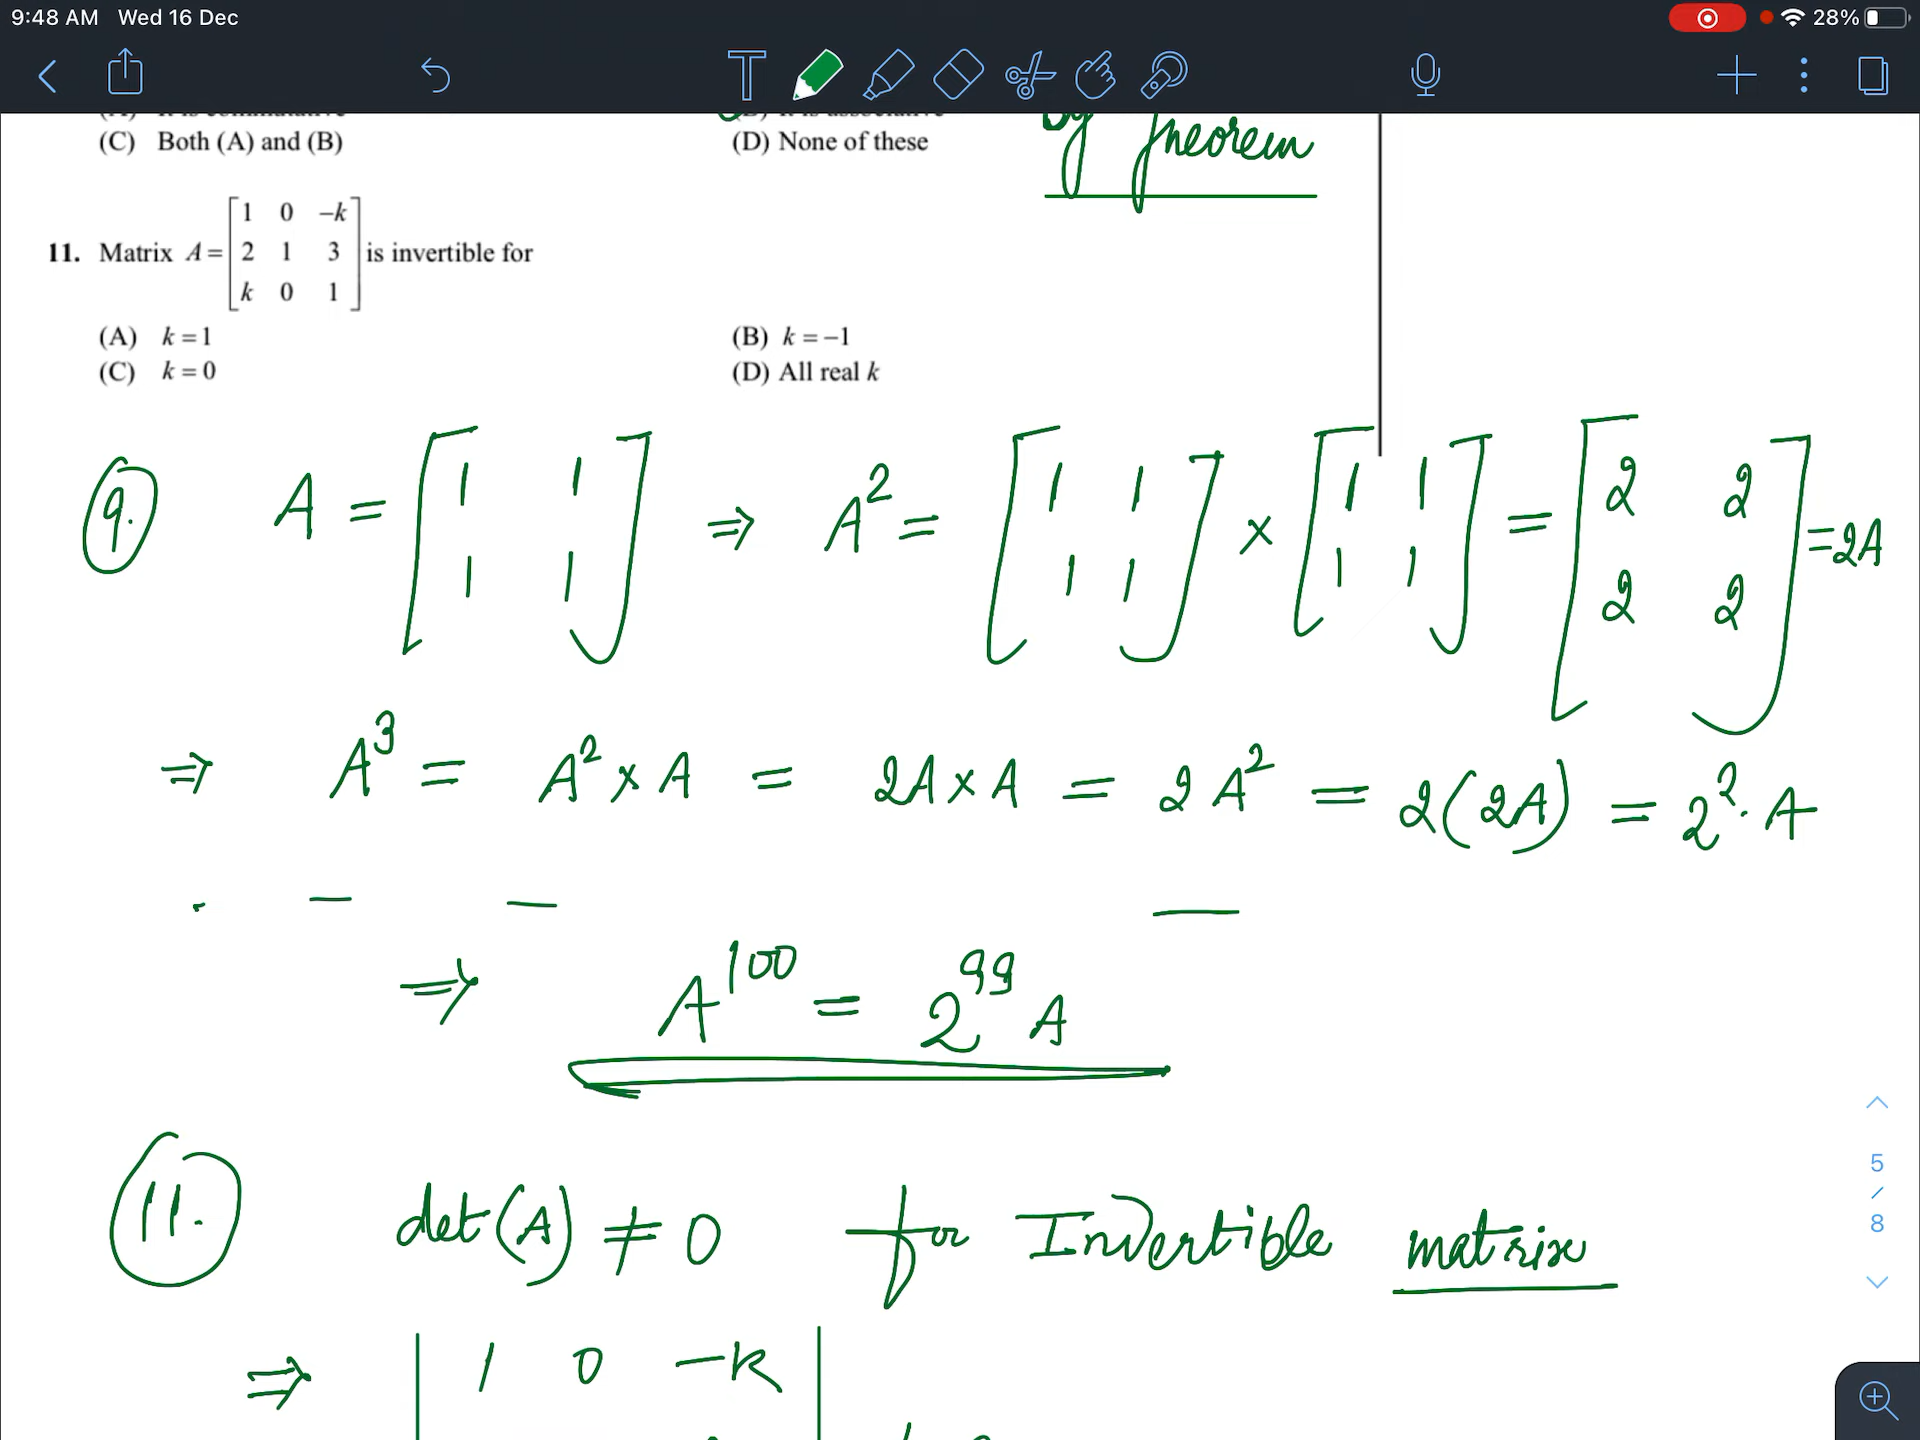 9:48 AM Wed 16 Dec 28%
T
(C) Both (A) and (B) (D) None of these
by Theorem
11. Matrix A = [1 0 −k
2 1 3
k 0 1] is invertible for
(A) k = 1 (B) k = −1
(C) k = 0 (D) All real k
9. A = [1 1
1 1] ⇒ A² = [1 1
1 1] × [1 1
1 1] = [2 2
2 2] = 2A
⇒ A³ = A² × A = 2A × A = 2A² = 2(2A) = 2². A
. — — —
⇒ A¹⁰⁰ = 2⁹⁹ A
11. det(A) ≠ 0 for Invertible matrix
⇒ | 1 0 −k |
5
/
8